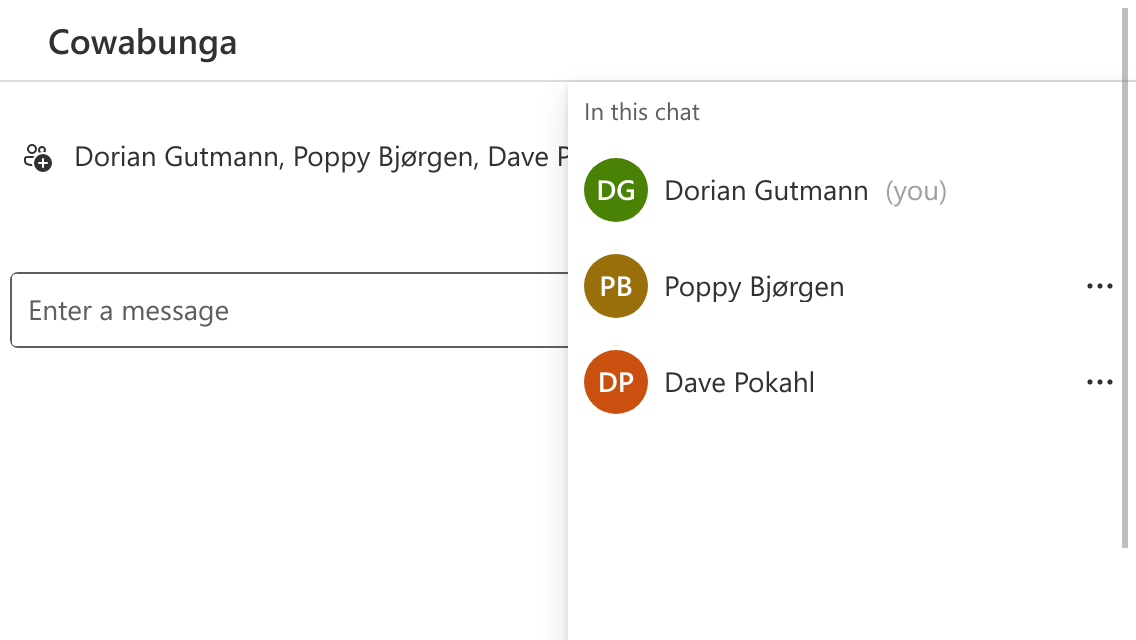 Cowabunga
Dorian Gutmann, Poppy Bjørgen, Dave
Enter a message
In this chat
DG Dorian Gutmann (you)
PB Poppy Bjørgen
DP Dave Pokahl